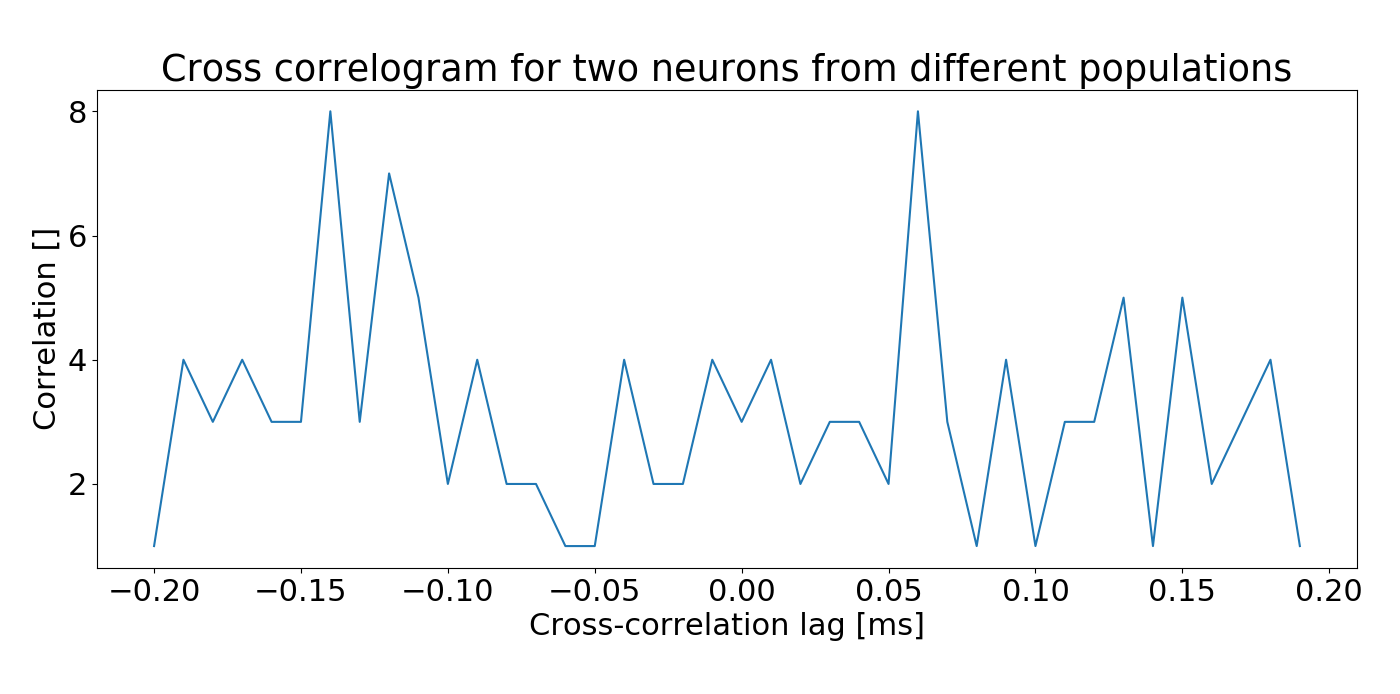 Cross correlogram for two neurons from different populations
8
6
4
2
Correlation []
−0.20 −0.15 −0.10 −0.05 0.00 0.05 0.10 0.15 0.20
Cross-correlation lag [ms]